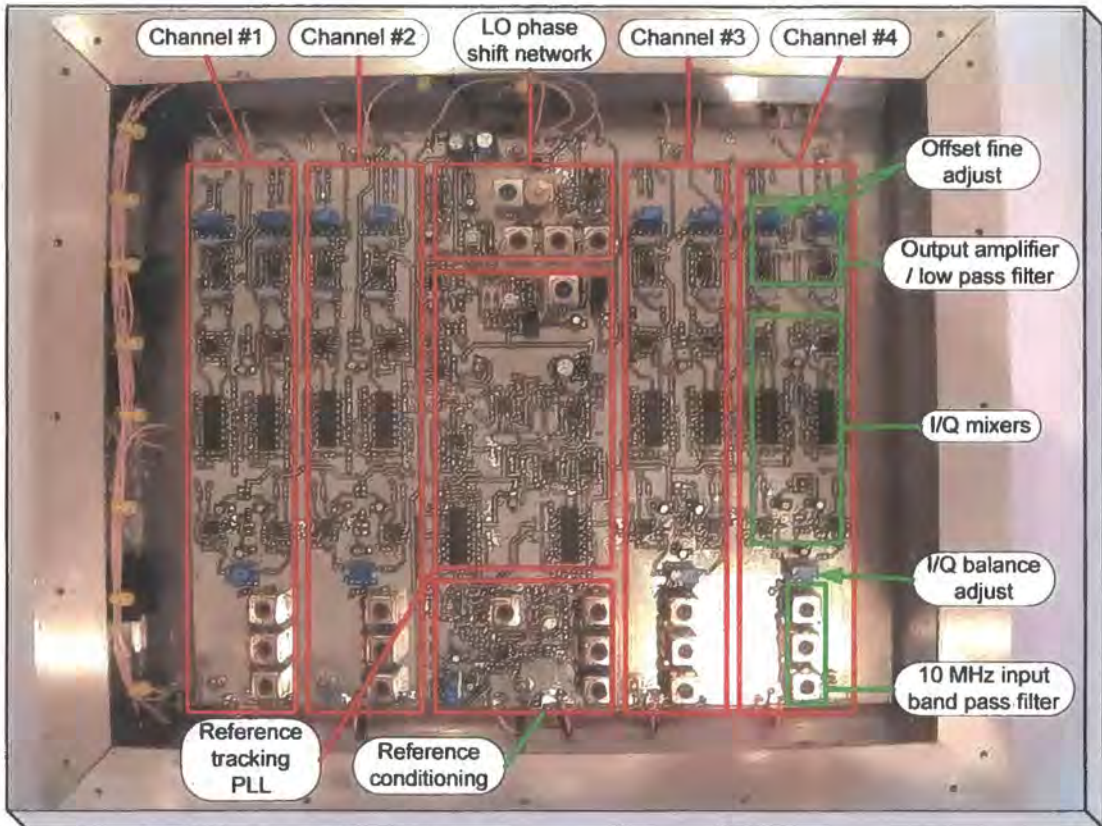 Channel #1
Channel #2
LO phase
shift network
Channel #3
Channel #4
Offset fine
adjust
Output amplifier
/ low pass filter
I/Q mixers
I/Q balance
adjust
10 MHz input
band pass filter
Reference
tracking
PLL
Reference
conditioning